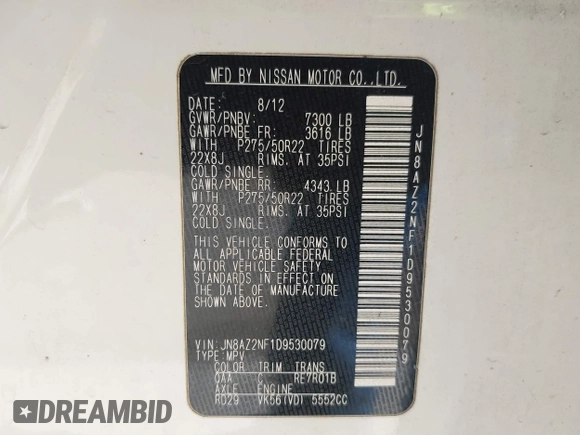 MFD BY NISSAN MOTOR CO.,LTD.
DATE: 8/12
GVWR/PNBV: 7300 LB
GAWR/PNBE FR: 3616 LB
WITH P275/50R22 TIRES
22X8J RIMS, AT 35PSI
COLD SINGLE.
GAWR/PNBE RR: 4343 LB
WITH P275/50R22 TIRES
22X8J RIMS, AT 35PSI
COLD SINGLE.
THIS VEHICLE CONFORMS TO
ALL APPLICABLE FEDERAL
MOTOR VEHICLE SAFETY
STANDARDS IN EFFECT ON
THE DATE OF MANUFACTURE
SHOWN ABOVE.
VIN: JN8AZ2NF1D9530079
TYPE: MPV
COLOR TRIM TRANS
QAX RE7R01B
AXLE ENGINE
RD29 VK56(VD) 5552CC
JN8AZ2NF1D9530079
DREAMBID